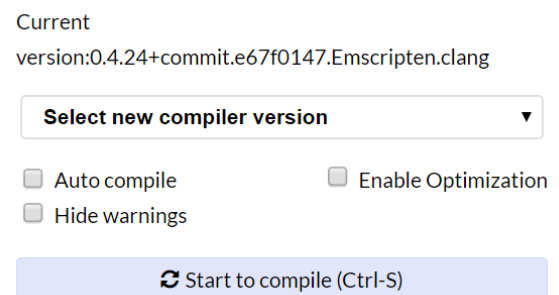 Current
version:0.4.24+commit.e67f0147.Emscripten.clang
Select new compiler version
Auto compile
Enable Optimization
Hide warnings
Start to compile (Ctrl-S)